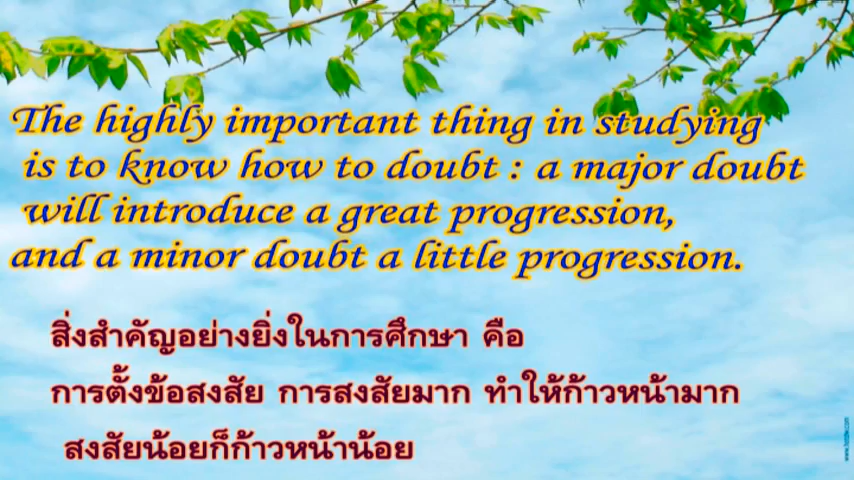 The highly important thing in studying
is to know how to doubt : a major doubt
will introduce a great progression,
and a minor doubt a little progression.
สิ่งสำคัญอย่างยิ่งในการศึกษา คือ
การตั้งข้อสงสัย การสงสัยมาก ทำให้ก้าวหน้ามาก
สงสัยน้อยก็ก้าวหน้าน้อย